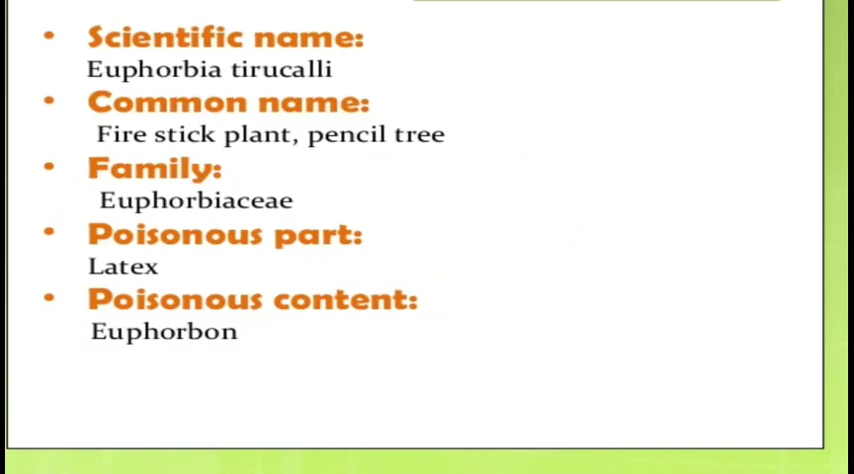 • Scientific name:
Euphorbia tirucalli
• Common name:
Fire stick plant, pencil tree
• Family:
Euphorbiaceae
• Poisonous part:
Latex
• Poisonous content:
Euphorbon